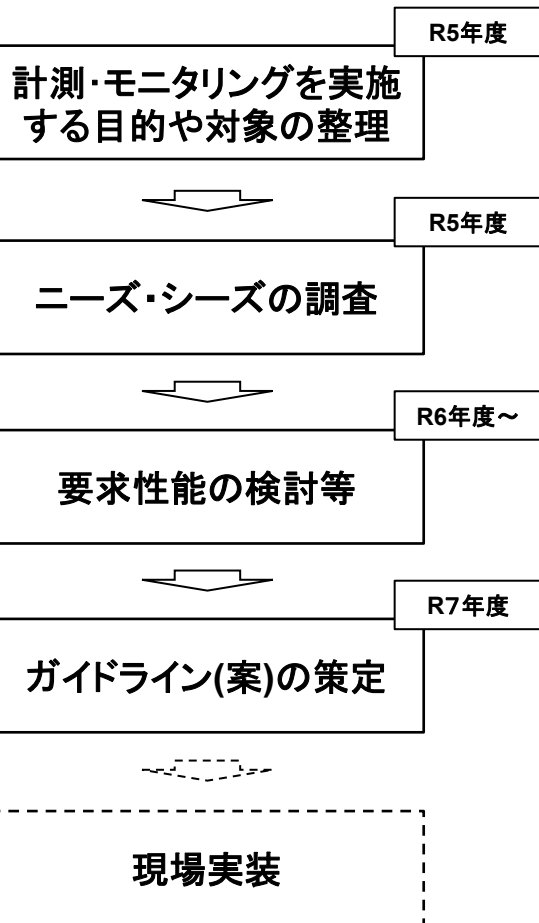 R5年度
計測･モニタリングを実施
する目的や対象の整理
R5年度
ニーズ･シーズの調査
R6年度～
要求性能の検討等
R7年度
ガイドライン(案)の策定
現場実装